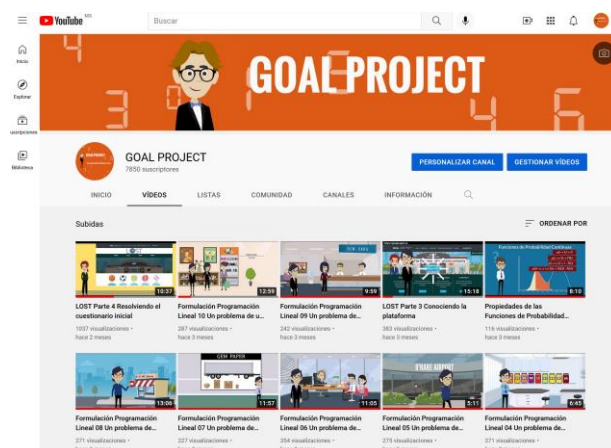 YouTube MX
Buscar
Inicio
Explorar
uscripciones
Biblioteca
GOAL PROJECT
GOAL PROJECT
7850 suscriptores
PERSONALIZAR CANAL
GESTIONAR VÍDEOS
INICIO VÍDEOS LISTAS COMUNIDAD CANALES INFORMACIÓN
Subidas
ORDENAR POR
10:37
LOST Parte 4 Resolviendo el
cuestionario inicial
1037 visualizaciones •
hace 2 meses
12:59
Formulación Programación
Lineal 10 Un problema de u...
287 visualizaciones •
hace 3 meses
9:59
Formulación Programación
Lineal 09 Un problema de...
242 visualizaciones •
hace 3 meses
15:18
LOST Parte 3 Conociendo la
plataforma
383 visualizaciones •
hace 3 meses
Funciones de Probabilidad Continuas
8:10
Propiedades de las
Funciones de Probabilidad...
116 visualizaciones •
hace 3 meses
13:06
Formulación Programación
Lineal 08 Un problema de...
271 visualizaciones •
GEM PAPER
11:57
Formulación Programación
Lineal 07 Un problema de...
227 visualizaciones •
11:05
Formulación Programación
Lineal 06 Un problema de...
354 visualizaciones •
O'HARE AIRPORT
5:11
Formulación Programación
Lineal 05 Un problema de...
275 visualizaciones •
6:45
Formulación Programación
Lineal 04 Un problema de...
371 visualizaciones •